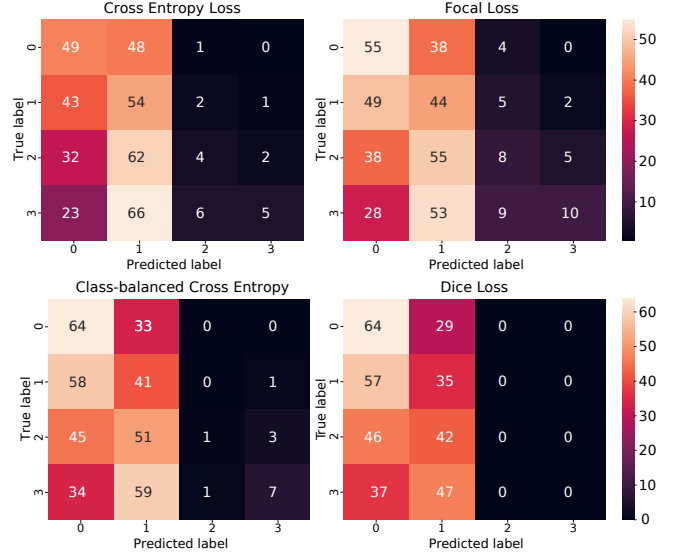 Cross Entropy Loss
Focal Loss
0 49 48 1 0
1 43 54 2 1
2 32 62 4 2
3 23 66 6 5
0 1 2 3
True label
Predicted label
0 55 38 4 0
1 49 44 5 2
2 38 55 8 5
3 28 53 9 10
0 1 2 3
True label
Predicted label
50
40
30
20
10
Class-balanced Cross Entropy
Dice Loss
0 64 33 0 0
1 58 41 0 1
2 45 51 1 3
3 34 59 1 7
0 1 2 3
True label
Predicted label
0 64 29 0 0
1 57 35 0 0
2 46 42 0 0
3 37 47 0 0
0 1 2 3
True label
Predicted label
60
50
40
30
20
10
0